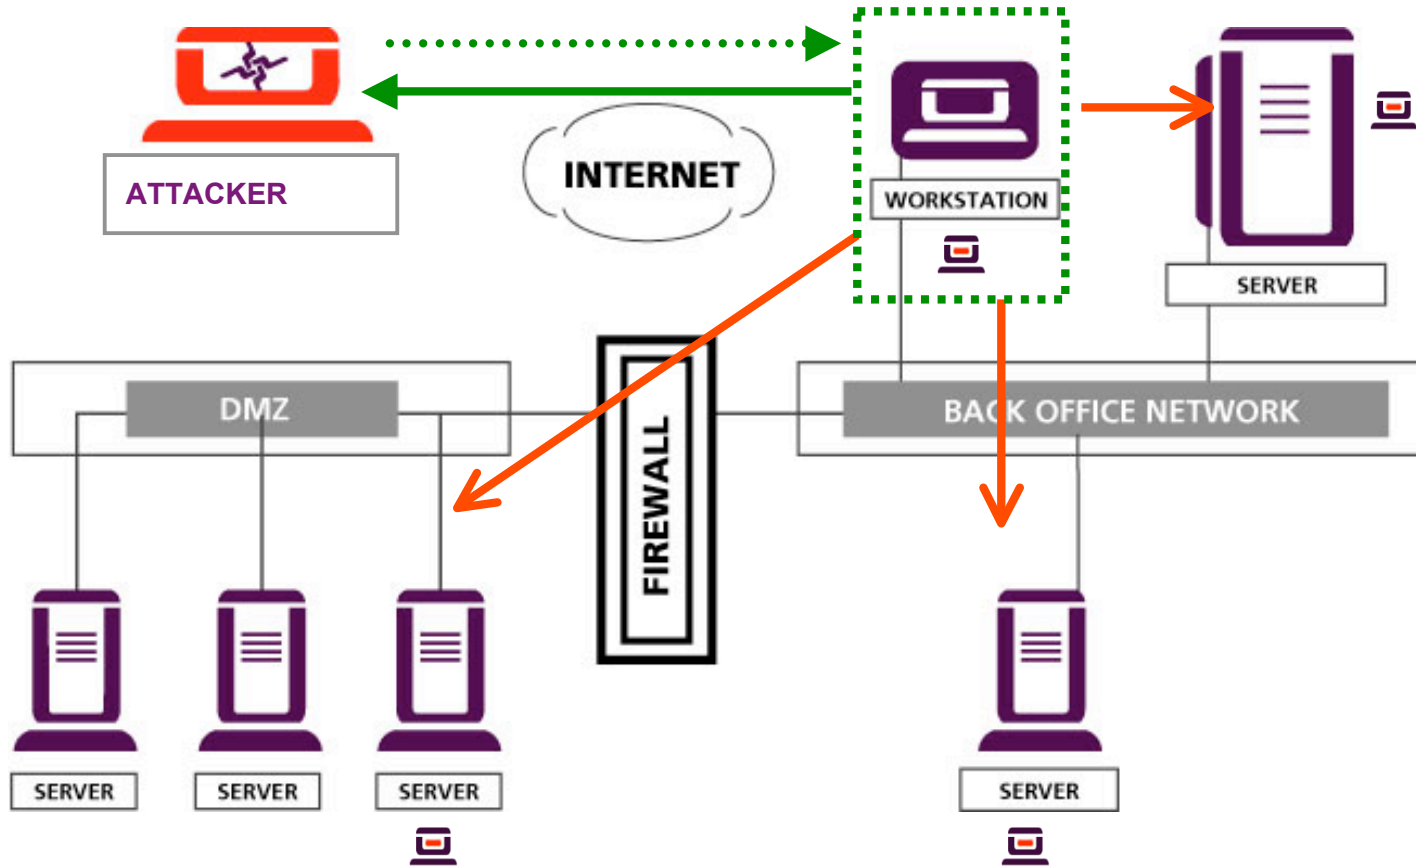 ATTACKER
INTERNET
WORKSTATION
SERVER
DMZ
FIREWALL
BACK OFFICE NETWORK
SERVER
SERVER
SERVER
SERVER